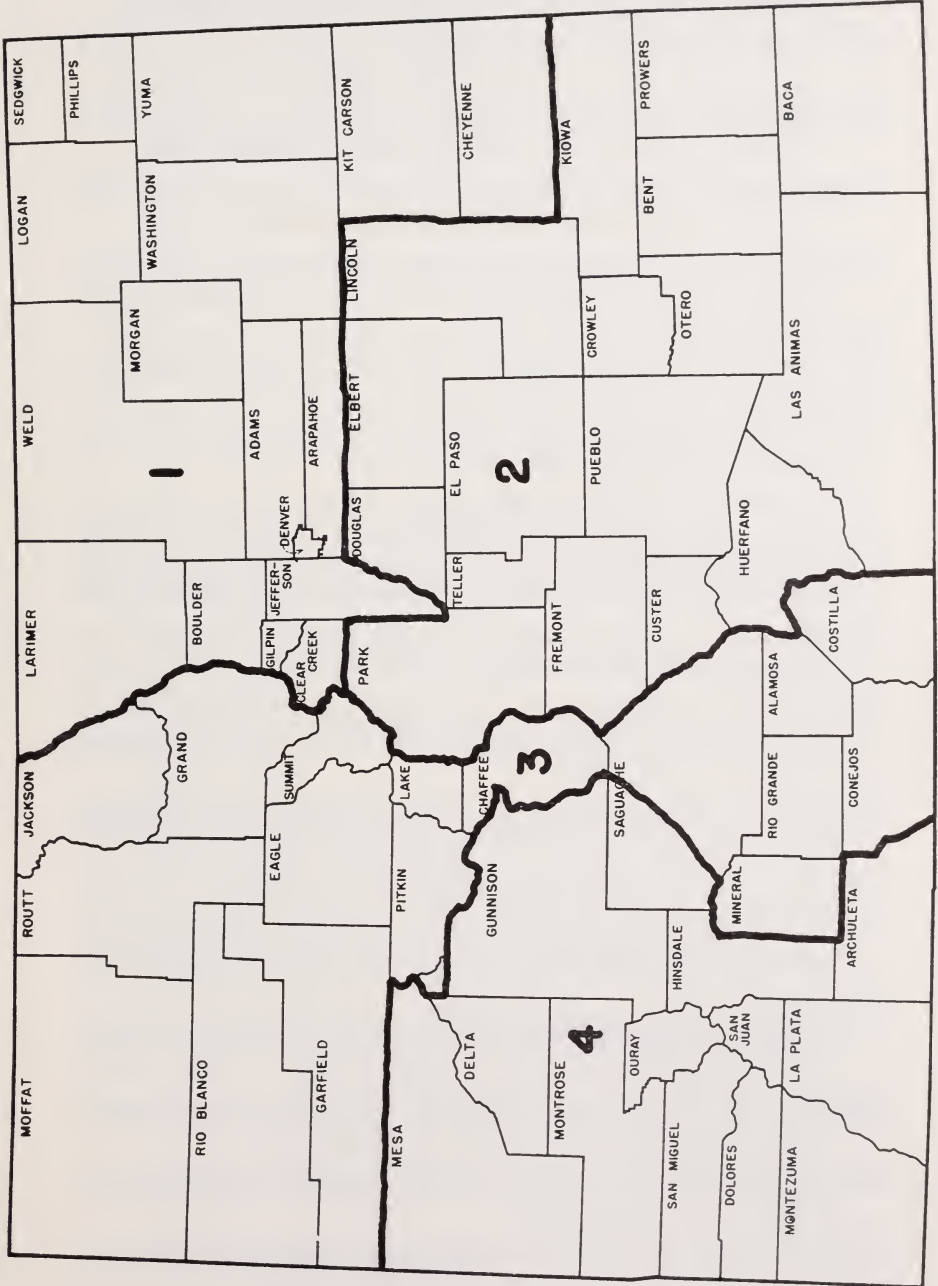 SEDGWICK
PHILLIPS
YUMA
KIT CARSON
CHEYENNE
KIOWA
PROWERS
BACA
LOGAN
WASHINGTON
LINCOLN
BENT
MORGAN
CROWLEY
OTERO
LAS ANIMAS
WELD
1
ADAMS
ARAPAHOE
ELBERT
EL PASO
2
PUEBLO
DENVER
DOUGLAS
LARIMER
BOULDER
JEFFER-
SON
GILPIN
CLEAR
CREEK
TELLER
PARK
FREMONT
CUSTER
HUERFANO
COSTILLA
JACKSON
GRAND
SUMMIT
LAKE
CHAFFEE
3
SAGUACHE
ALAMOSA
RIO GRANDE
CONEJOS
ROUTT
EAGLE
PITKIN
GUNNISON
MINERAL
HINSDALE
ARCHULETA
MOFFAT
RIO BLANCO
GARFIELD
MESA
DELTA
MONTROSE
4
OURAY
SAN
JUAN
LA PLATA
SAN MIGUEL
DOLORES
MONTEZUMA